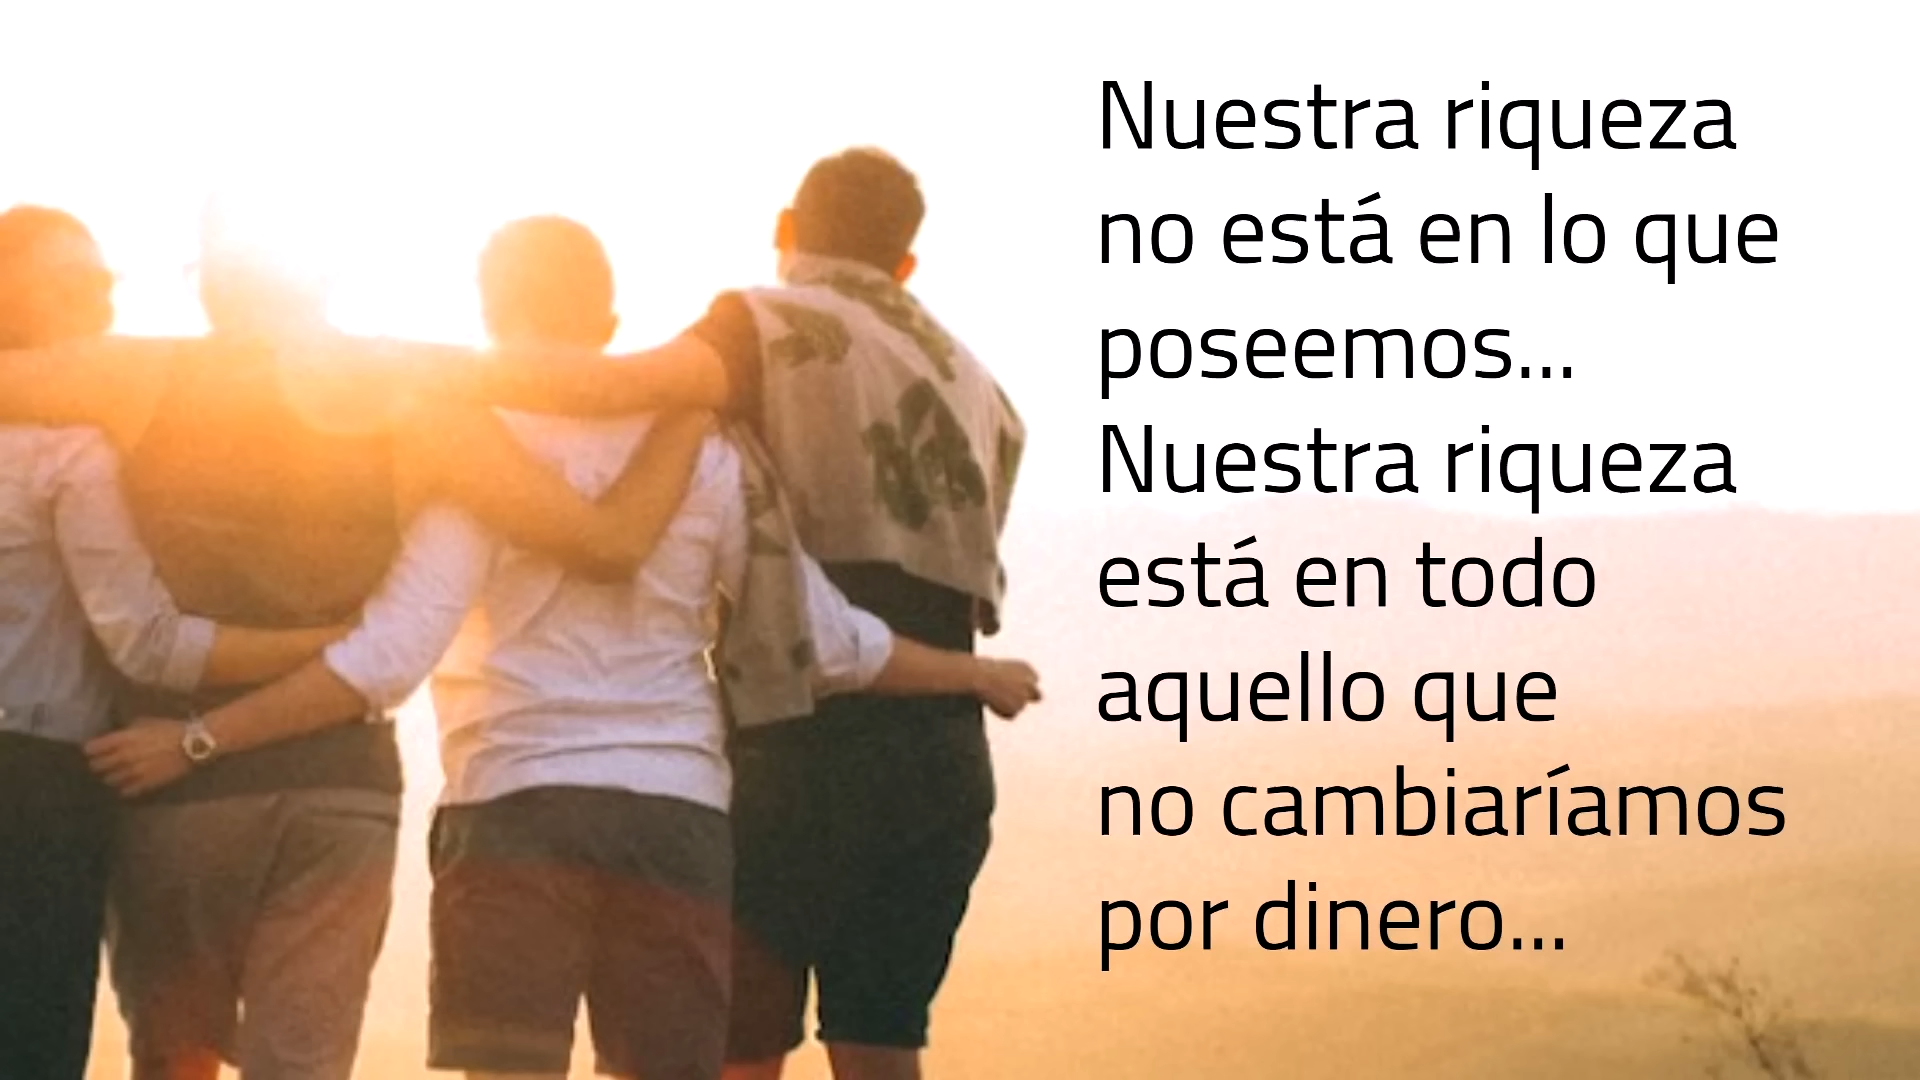 Nuestra riqueza
no está en lo que
poseemos...
Nuestra riqueza
está en todo
aquello que
no cambiaríamos
por dinero...